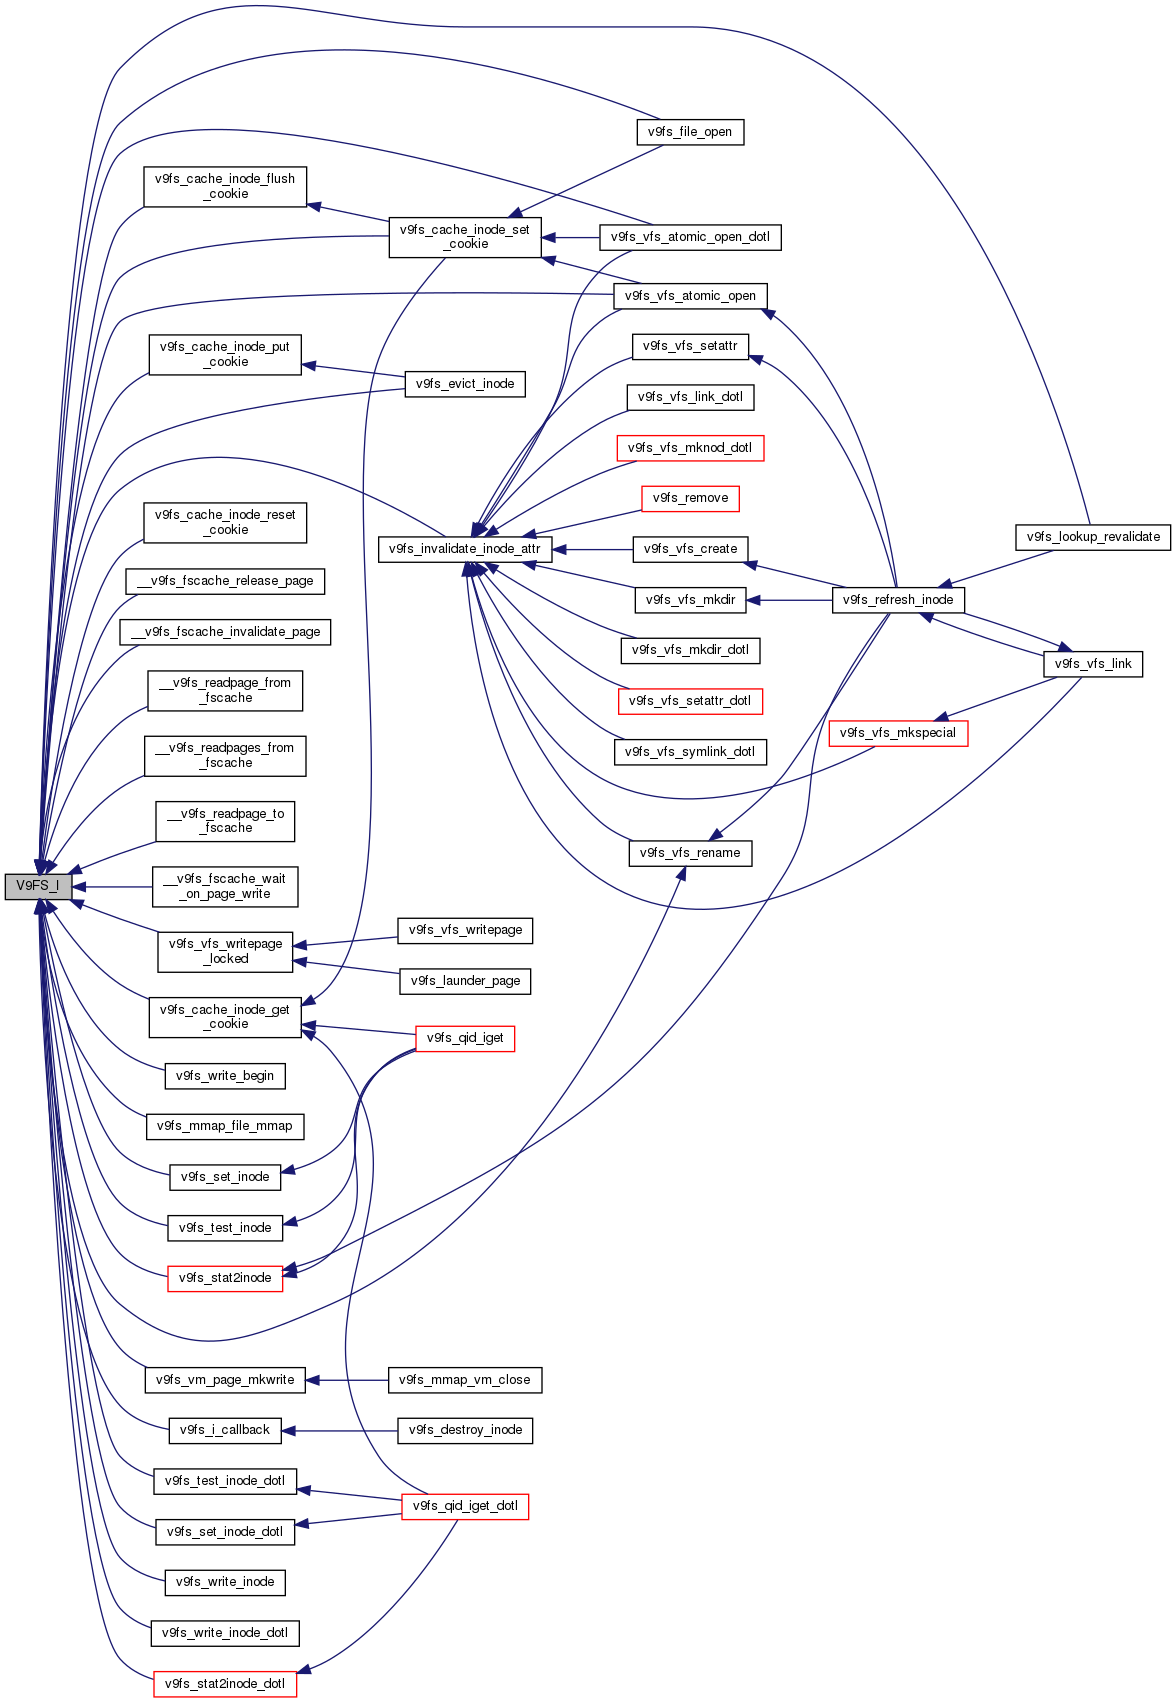 v9fs_file_open
v9fs_cache_inode_flush
_cookie
v9fs_cache_inode_set
_cookie
v9fs_vfs_atomic_open_dotl
v9fs_vfs_atomic_open
v9fs_cache_inode_put
_cookie
v9fs_vfs_setattr
v9fs_evict_inode
v9fs_vfs_link_dotl
v9fs_vfs_mknod_dotl
v9fs_remove
v9fs_cache_inode_reset
_cookie
v9fs_lookup_revalidate
v9fs_invalidate_inode_attr
v9fs_vfs_create
__v9fs_fscache_release_page
v9fs_vfs_mkdir
v9fs_refresh_inode
__v9fs_fscache_invalidate_page
v9fs_vfs_mkdir_dotl
v9fs_vfs_link
__v9fs_readpage_from
_fscache
v9fs_vfs_setattr_dotl
v9fs_vfs_mkspecial
__v9fs_readpages_from
_fscache
v9fs_vfs_symlink_dotl
__v9fs_readpage_to
_fscache
v9fs_vfs_rename
V9FS_I
__v9fs_fscache_wait
_on_page_write
v9fs_vfs_writepage
v9fs_vfs_writepage
_locked
v9fs_launder_page
v9fs_cache_inode_get
_cookie
v9fs_qid_iget
v9fs_write_begin
v9fs_mmap_file_mmap
v9fs_set_inode
v9fs_test_inode
v9fs_stat2inode
v9fs_vm_page_mkwrite
v9fs_mmap_vm_close
v9fs_i_callback
v9fs_destroy_inode
v9fs_test_inode_dotl
v9fs_qid_iget_dotl
v9fs_set_inode_dotl
v9fs_write_inode
v9fs_write_inode_dotl
v9fs_stat2inode_dotl